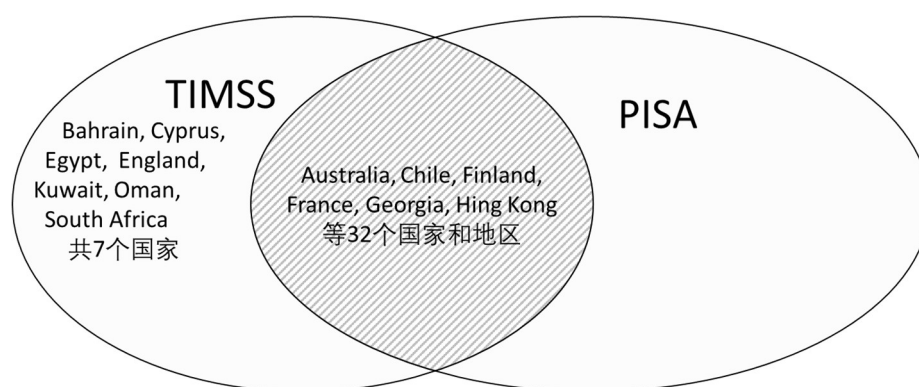 TIMSS
Bahrain, Cyprus,
Egypt, England,
Kuwait, Oman,
South Africa
共7个国家
Australia, Chile, Finland,
France, Georgia, Hing Kong
等32个国家和地区
PISA